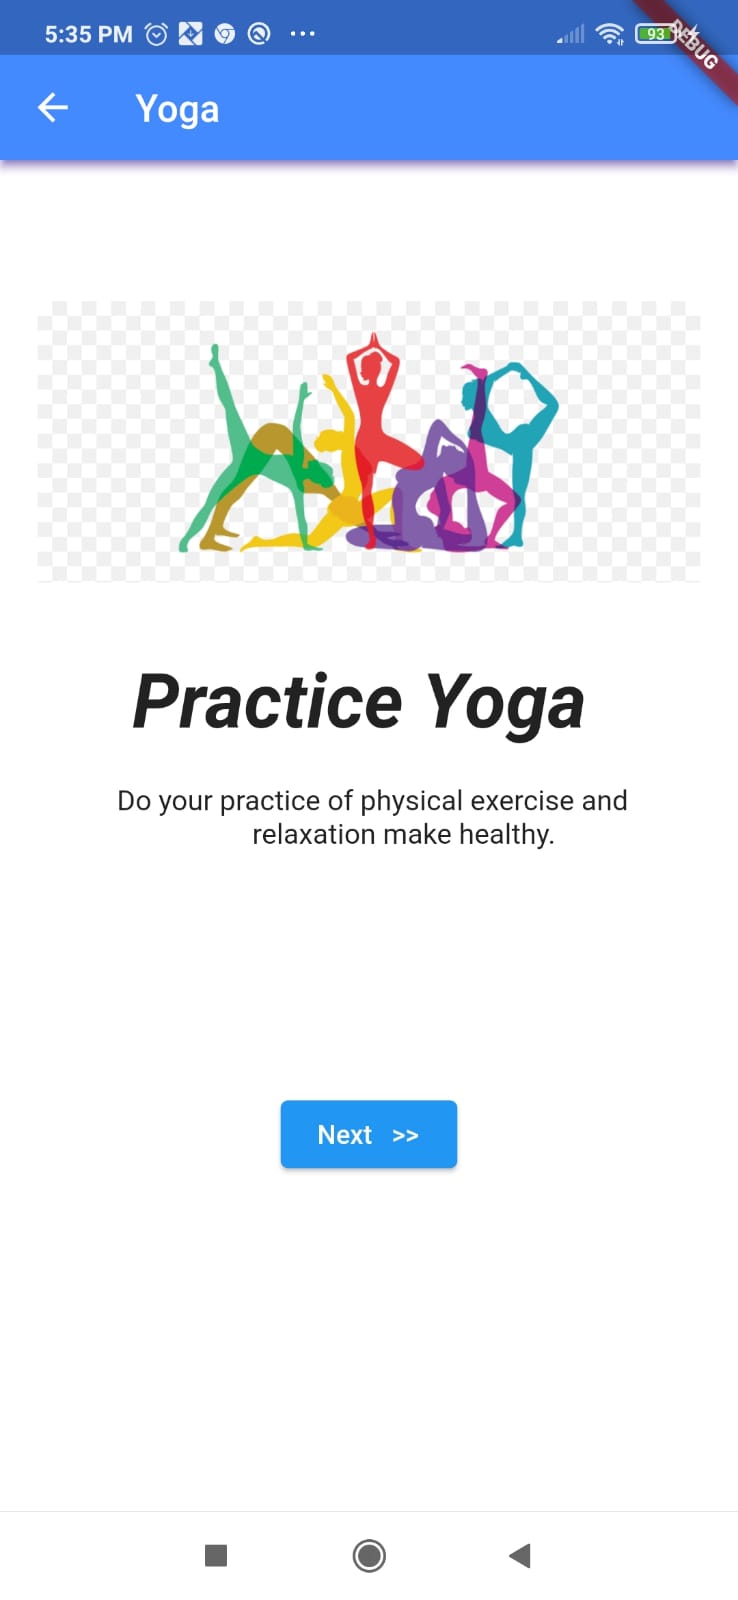 5:35 PM ...
93
DEBUG
Yoga
Practice Yoga
Do your practice of physical exercise and
relaxation make healthy.
Next >>